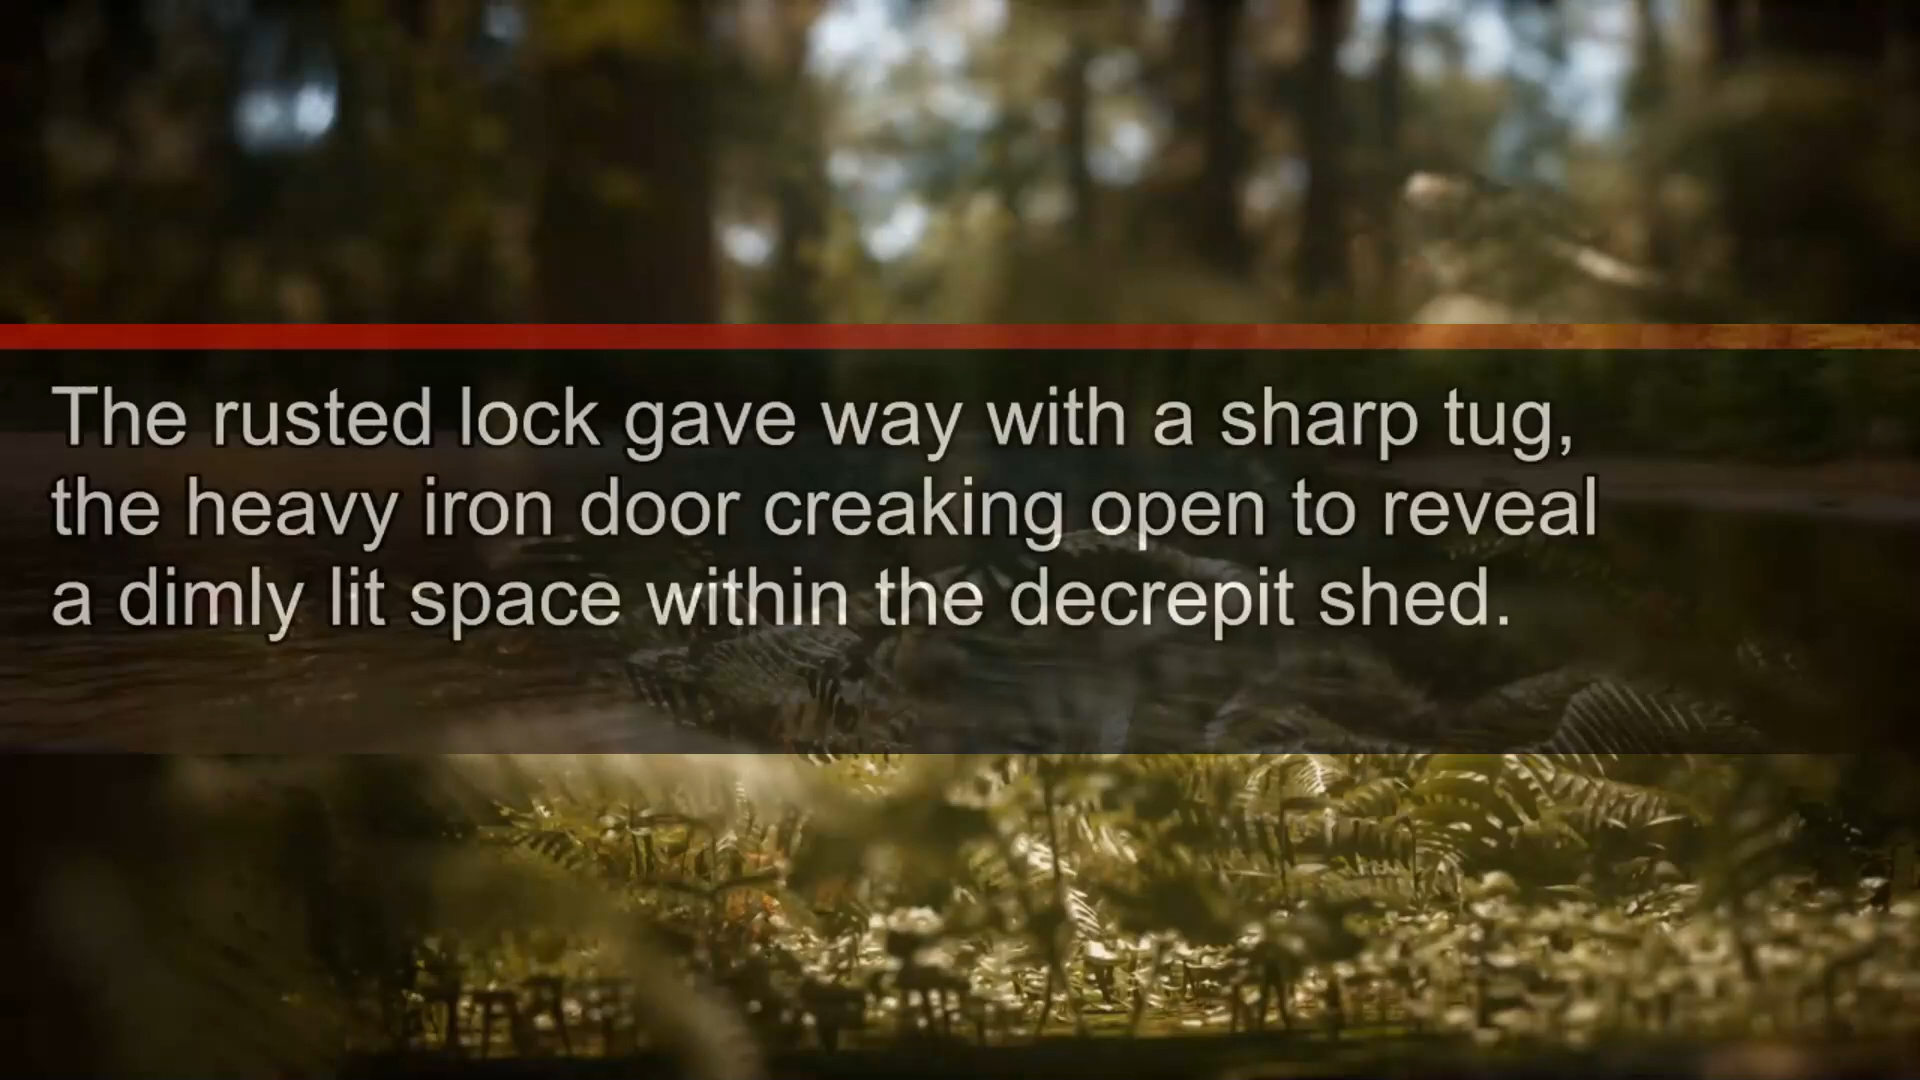 The rusted lock gave way with a sharp tug,
the heavy iron door creaking open to reveal
a dimly lit space within the decrepit shed.